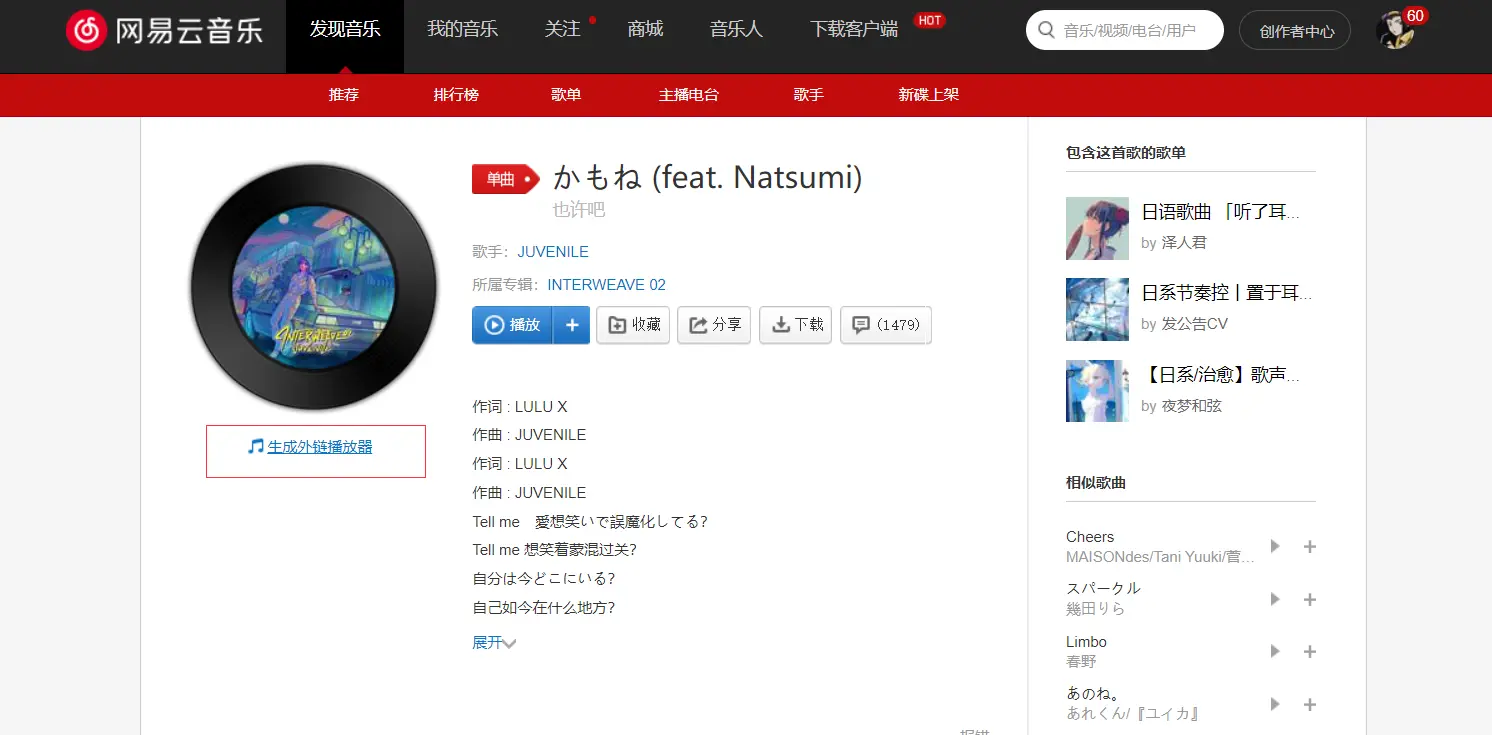 网易云音乐
发现音乐
我的音乐
关注
商城
音乐人
下载客户端
HOT
音乐/视频/电台/用户
创作者中心
60
推荐
排行榜
歌单
主播电台
歌手
新碟上架
单曲
かもね (feat. Natsumi)
也许吧
歌手：JUVENILE
所属专辑：INTERWEAVE 02
播放
+
收藏
分享
下载
(1479)
INTERWEAVE 02
JUVENILE
生成外链播放器
作词 : LULU X
作曲 : JUVENILE
作词 : LULU X
作曲 : JUVENILE
Tell me　愛想笑いで誤魔化してる?
Tell me 想笑着蒙混过关?
自分は今どこにいる?
自己如今在什么地方?
展开
包含这首歌的歌单
日语歌曲 「听了耳...
by 泽人君
日系节奏控丨置于耳...
by 发公告CV
【日系/治愈】歌声...
by 夜梦和弦
相似歌曲
Cheers
MAISONdes/Tani Yuuki/菅...
スパークル
幾田りら
Limbo
春野
あのね。
あれくん/『ユイカ』